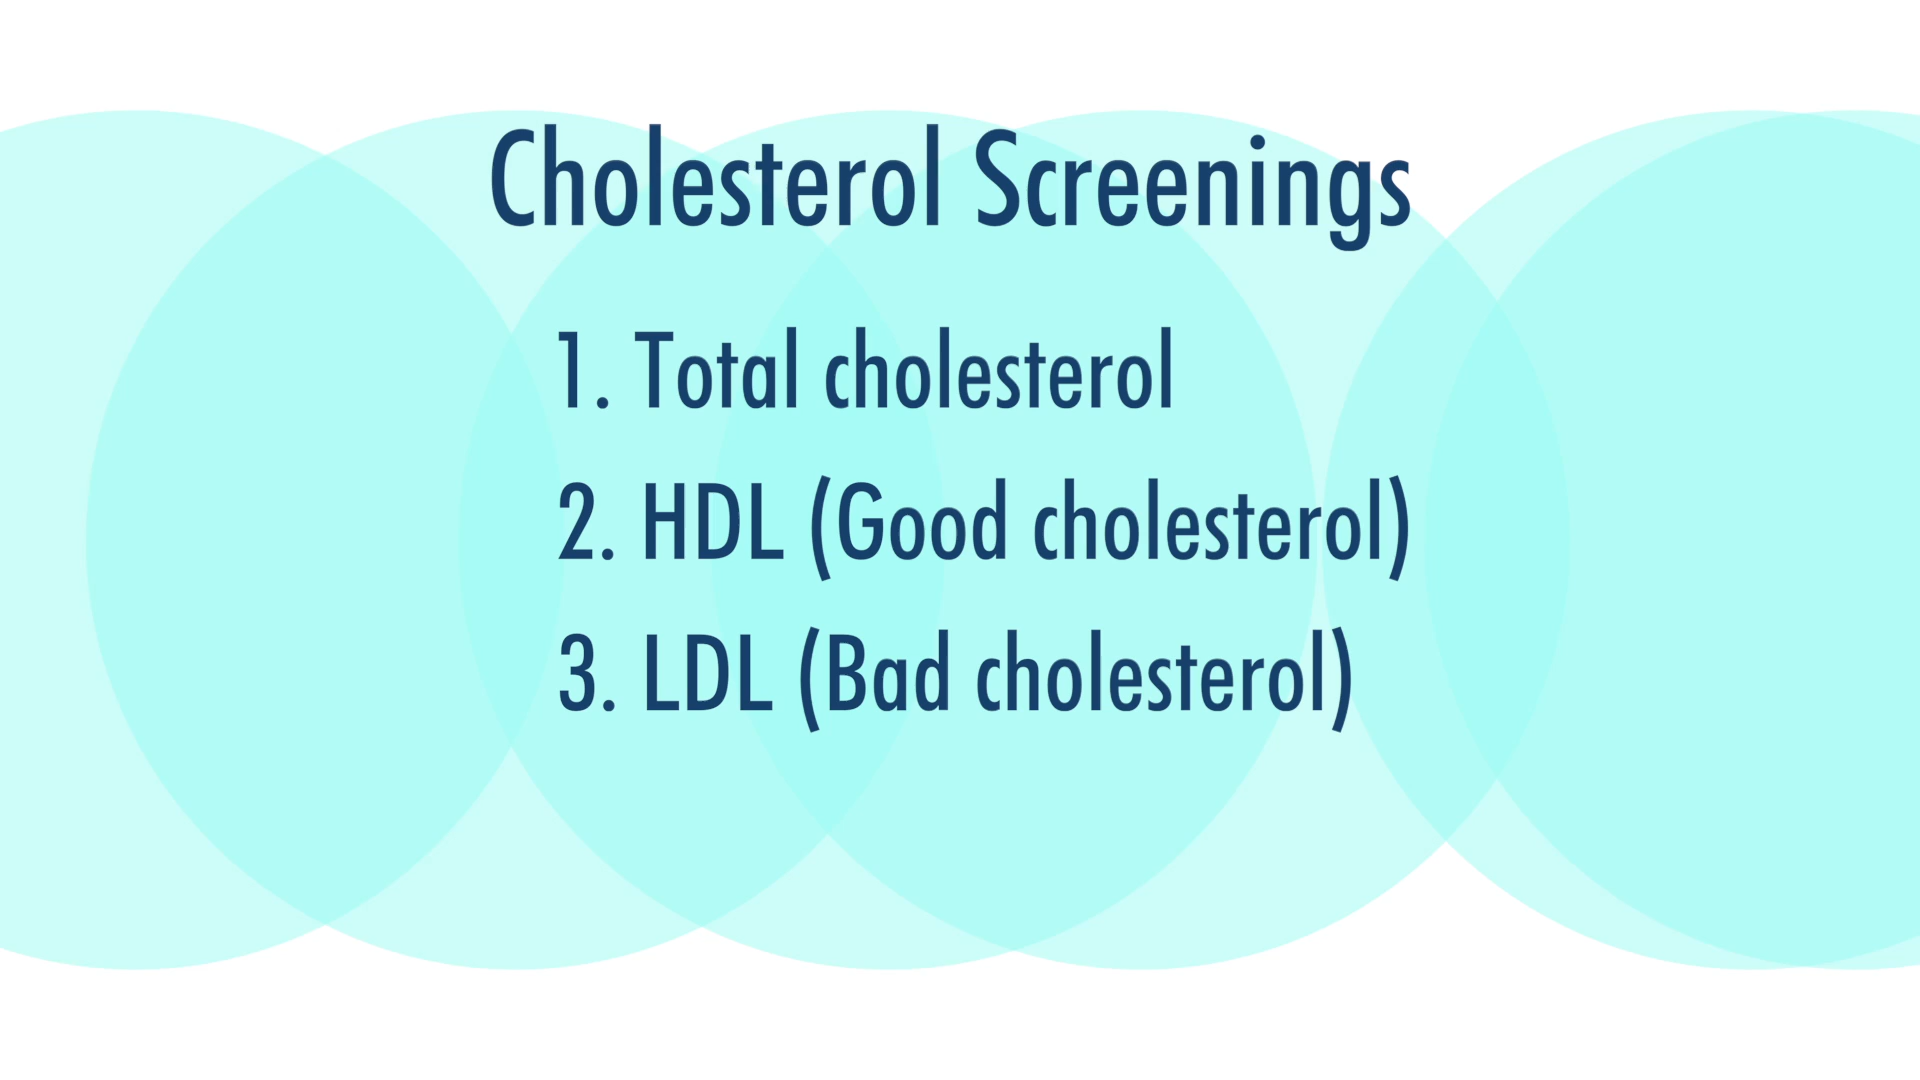 Cholesterol Screenings
1. Total cholesterol
2. HDL (Good cholesterol)
3. LDL (Bad cholesterol)